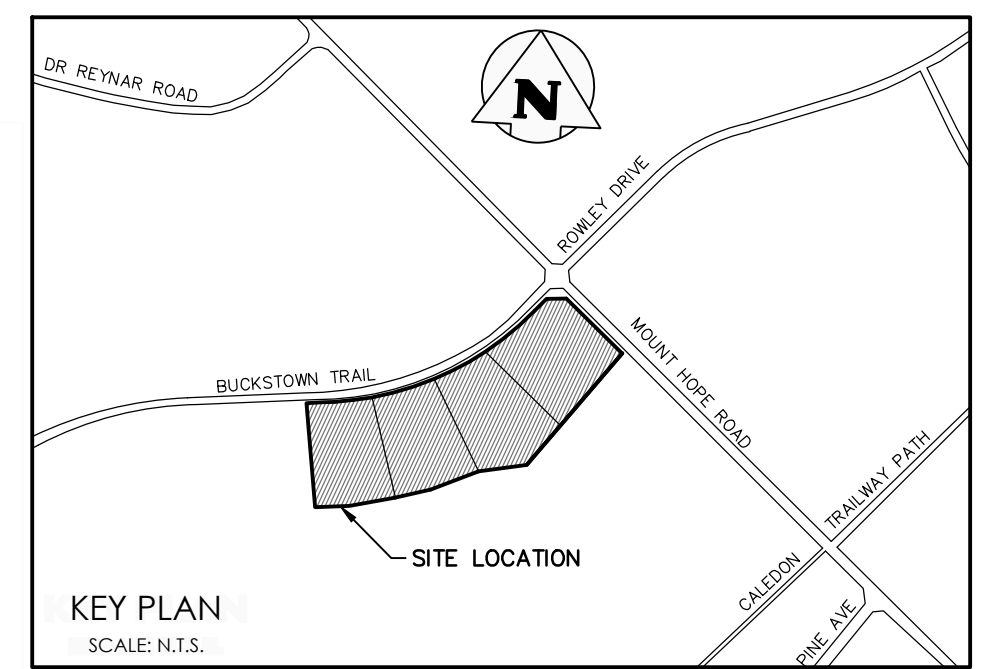 DR REYNAR ROAD
N
ROWLEY DRIVE
MOUNT HOPE ROAD
BUCKSTOWN TRAIL
TRAILWAY PATH
SITE LOCATION
CALEDON
PINE AVE
KEY PLAN
SCALE: N.T.S.